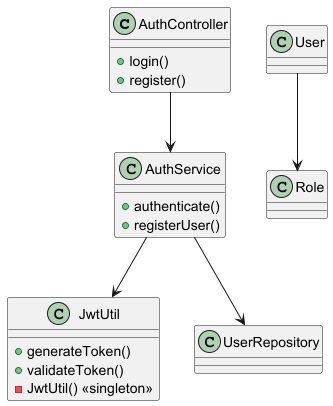 C AuthController
login()
register()
C User
C AuthService
authenticate()
registerUser()
C Role
C JwtUtil
generateToken()
validateToken()
JwtUtil() «singleton»
C UserRepository